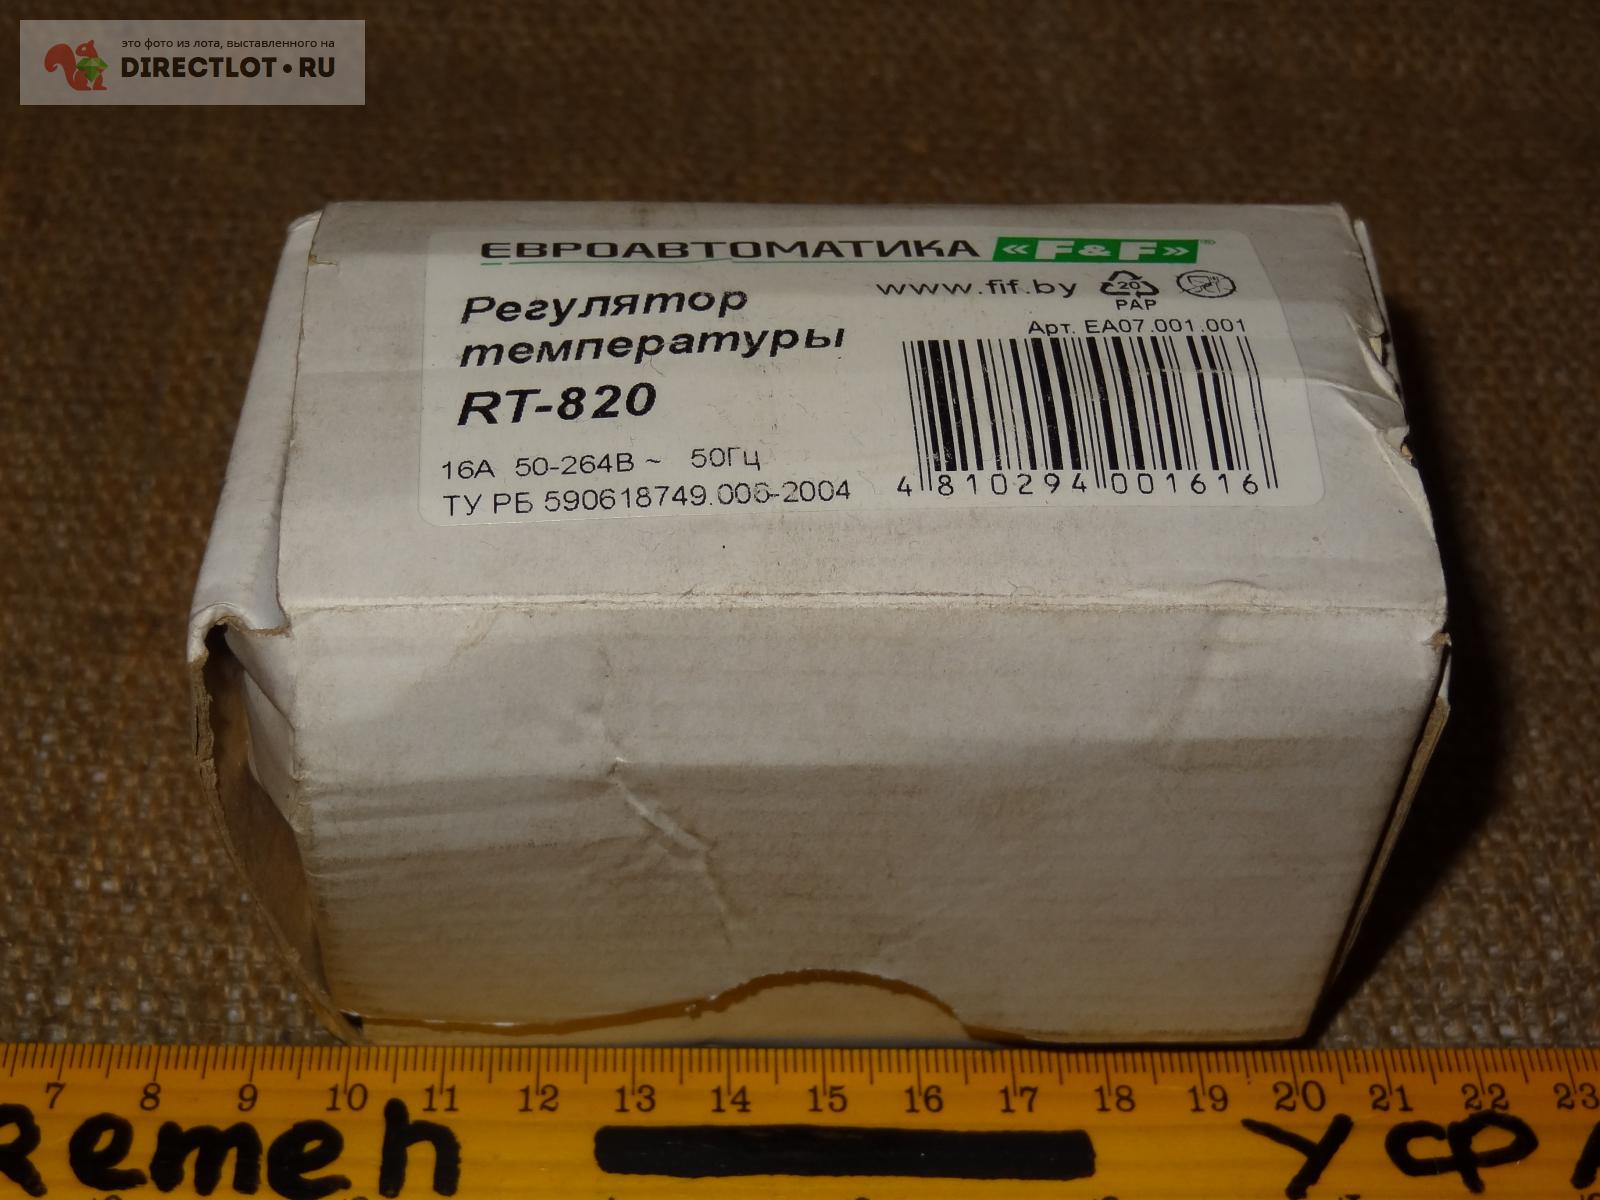 это фото из лота, выставленного на
DIRECTLOT•RU
ЕВРОАВТОМАТИКА «F&F»®
www.fif.by
20
PAP
Регулятор
температуры
RT-820
Арт. EA07.001.001
16А 50-264В ~ 50Гц
ТУ РБ 590618749.006-2004
4 810294 001616
7 8 9 10 11 12 13 14 15 16 17 18 19 20 21 22 23